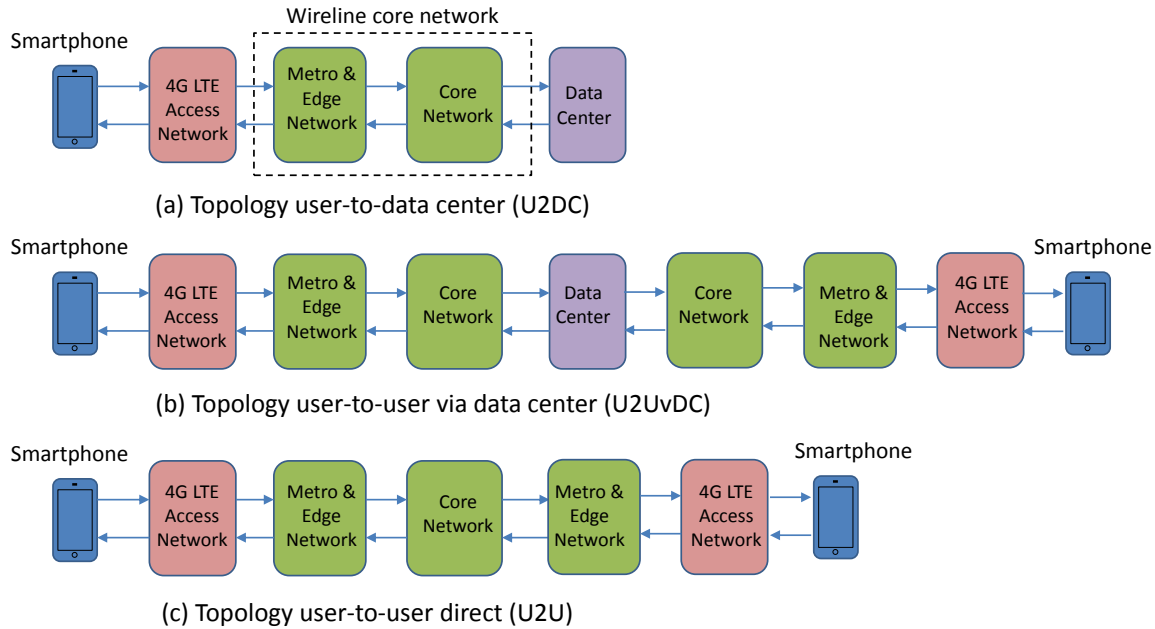 Wireline core network
Smartphone
4G LTE
Access
Network
Metro &
Edge
Network
Core
Network
Data
Center
(a) Topology user-to-data center (U2DC)
Smartphone
4G LTE
Access
Network
Metro &
Edge
Network
Core
Network
Data
Center
Core
Network
Metro &
Edge
Network
4G LTE
Access
Network
Smartphone
(b) Topology user-to-user via data center (U2UvDC)
Smartphone
4G LTE
Access
Network
Metro &
Edge
Network
Core
Network
Metro &
Edge
Network
4G LTE
Access
Network
Smartphone
(c) Topology user-to-user direct (U2U)